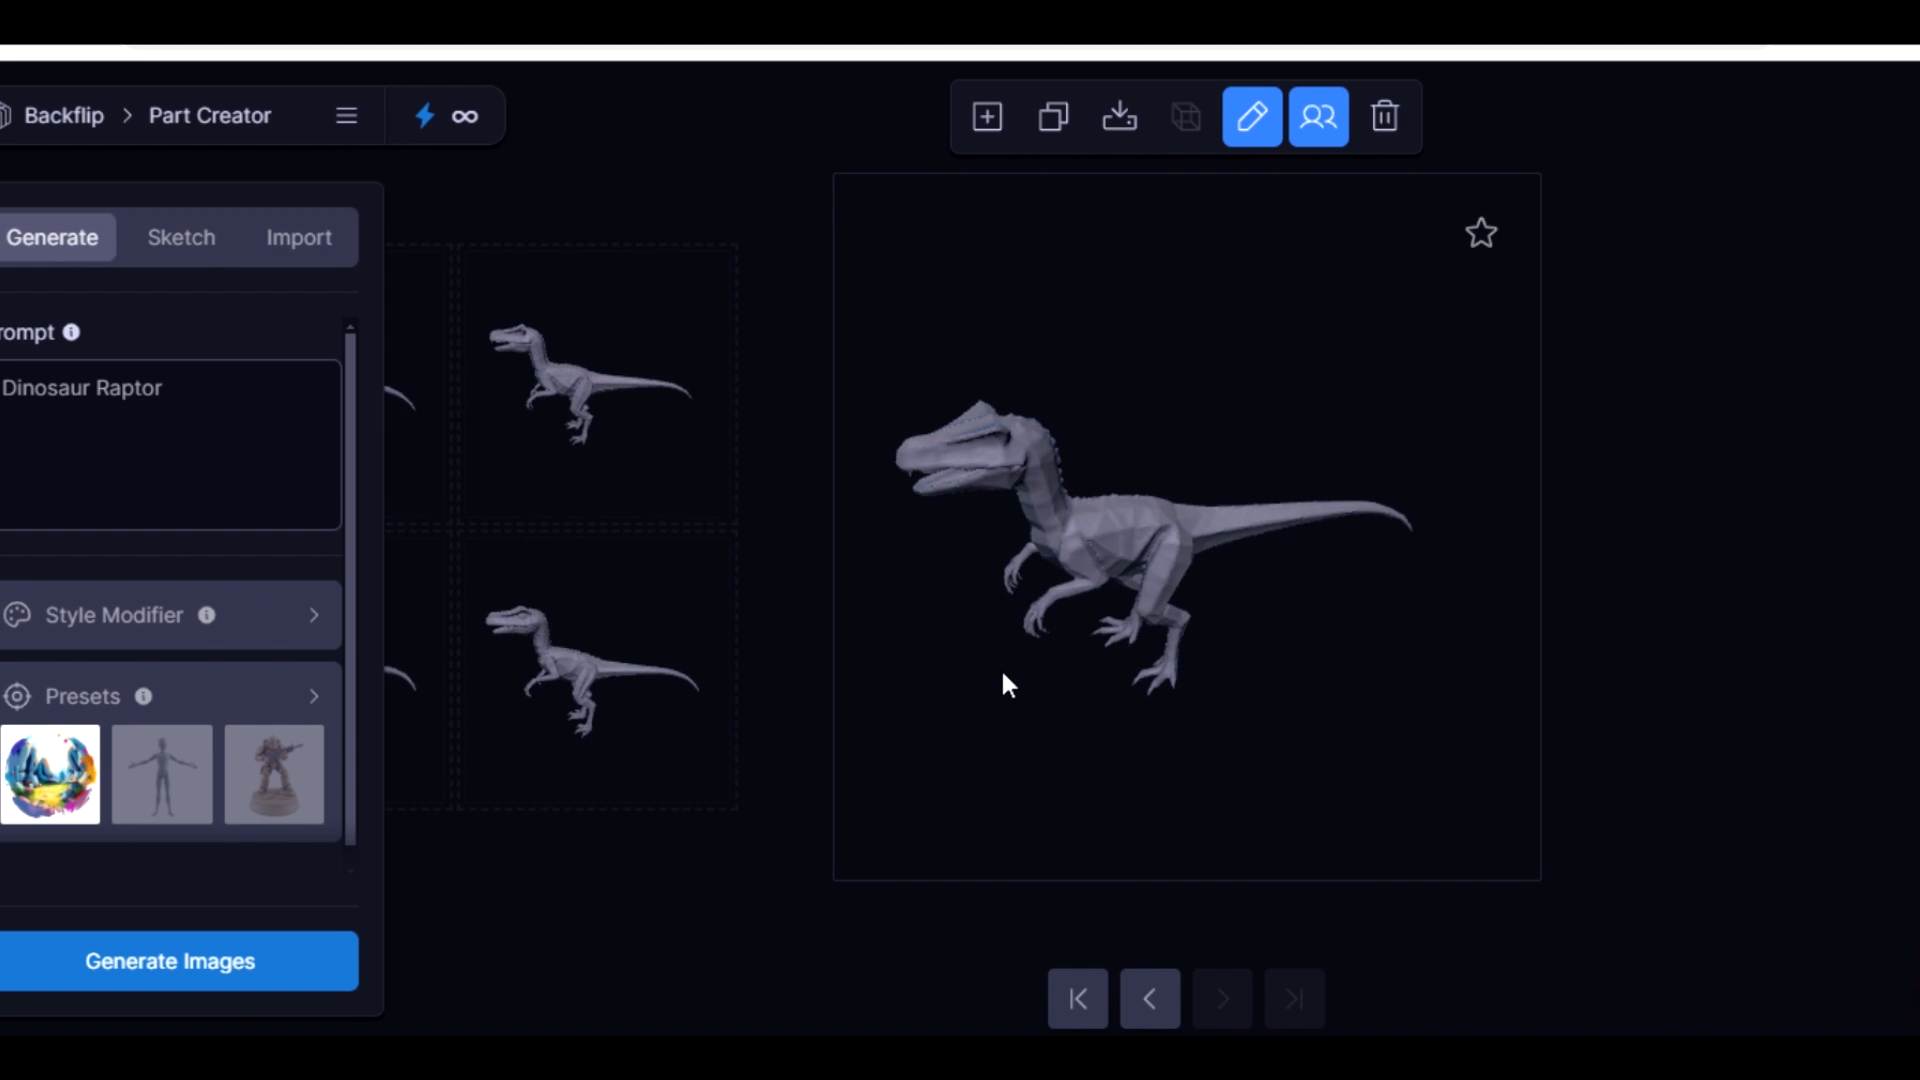 Backflip > Part Creator
Generate Sketch Import
rompt
Dinosaur Raptor
Style Modifier
Presets
Generate Images